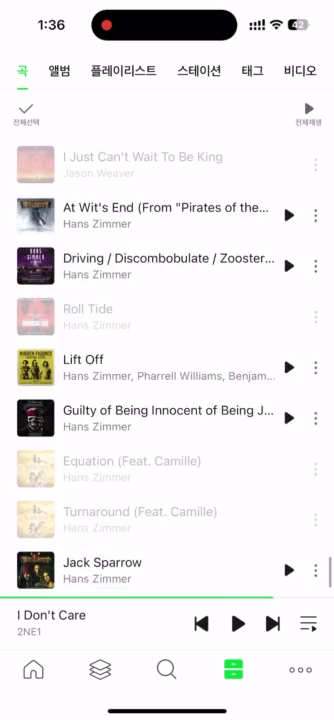 1:36
42
곡 앨범 플레이리스트 스테이션 태그 비디오
전체선택 전체재생
I Just Can't Wait To Be King
Jason Weaver
At Wit's End (From "Pirates of the...
Hans Zimmer
Driving / Discombobulate / Zooster...
Hans Zimmer
Roll Tide
Hans Zimmer
Lift Off
Hans Zimmer, Pharrell Williams, Benjam...
Guilty of Being Innocent of Being J...
Hans Zimmer
Equation (Feat. Camille)
Hans Zimmer
Turnaround (Feat. Camille)
Hans Zimmer
Jack Sparrow
Hans Zimmer
I Don't Care
2NE1